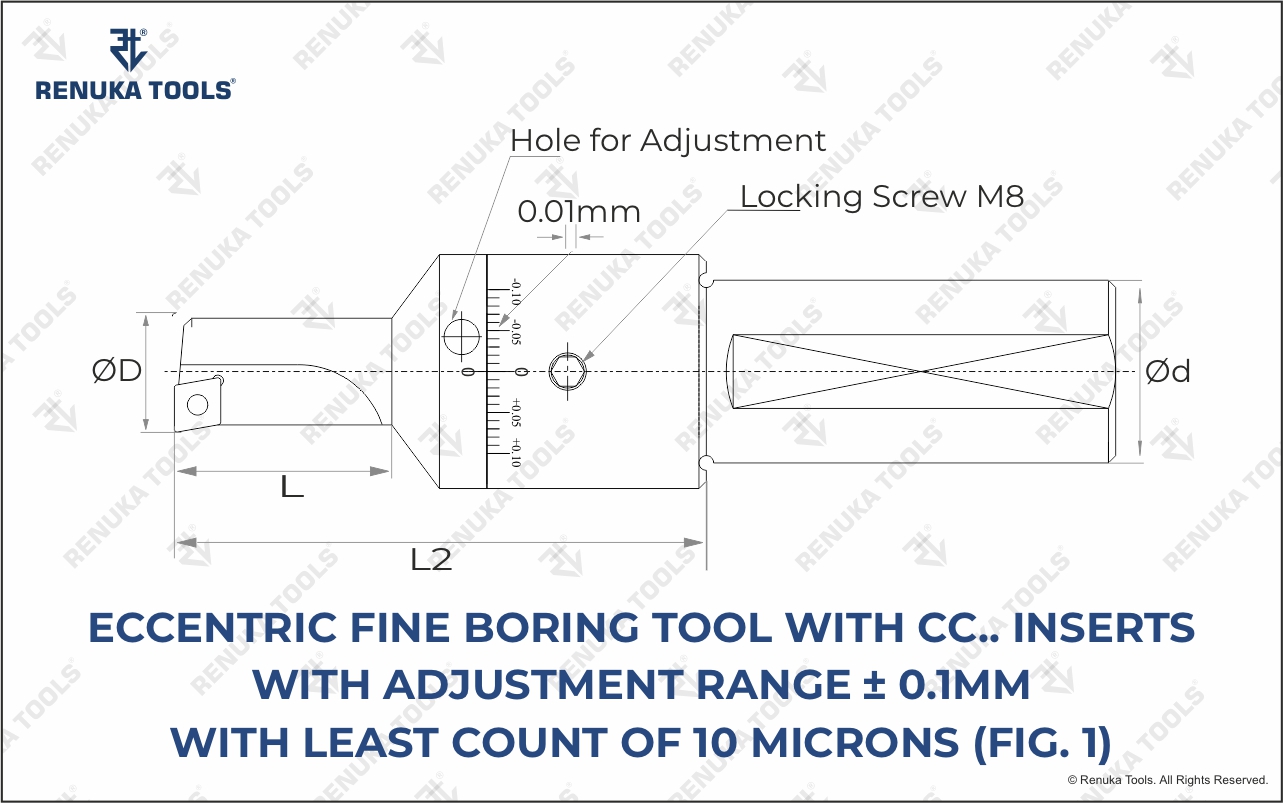 RENUKA TOOLS®
Hole for Adjustment
Locking Screw M8
0.01mm
-0.10
-0.05
0 0
+0.05
+0.10
ØD
Ød
L
L2
ECCENTRIC FINE BORING TOOL WITH CC.. INSERTS
WITH ADJUSTMENT RANGE ± 0.1MM
WITH LEAST COUNT OF 10 MICRONS (FIG. 1)
© Renuka Tools. All Rights Reserved.